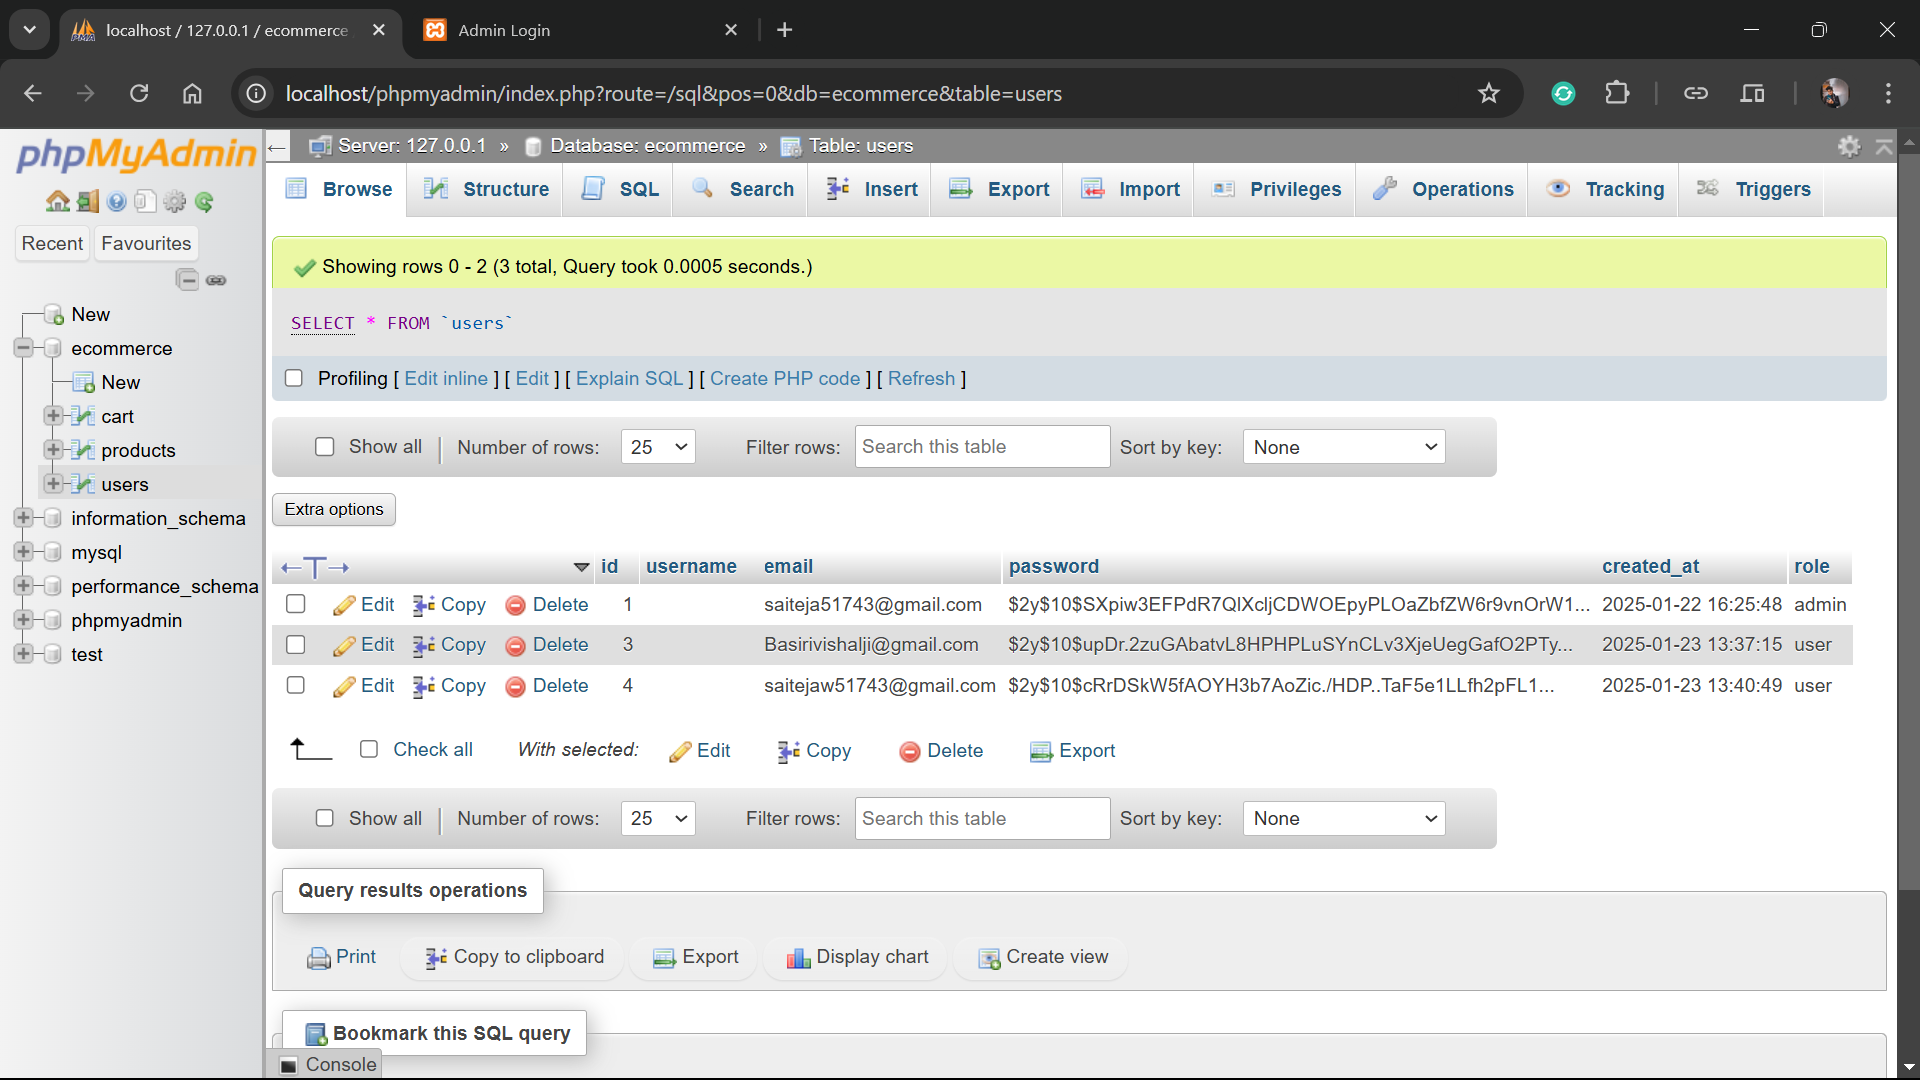 localhost / 127.0.0.1 / ecommerce
Admin Login
localhost/phpmyadmin/index.php?route=/sql&pos=0&db=ecommerce&table=users
phpMyAdmin
Recent Favourites
New
ecommerce
New
cart
products
users
information_schema
mysql
performance_schema
phpmyadmin
test
Server: 127.0.0.1 » Database: ecommerce » Table: users
Browse Structure SQL Search Insert Export Import Privileges Operations Tracking Triggers
Showing rows 0 - 2 (3 total, Query took 0.0005 seconds.)
SELECT * FROM `users`
Profiling [ Edit inline ] [ Edit ] [ Explain SQL ] [ Create PHP code ] [ Refresh ]
Show all | Number of rows: 25 Filter rows: Search this table Sort by key: None
Extra options
←T→ id username email password created_at role
Edit Copy Delete 1 saiteja51743@gmail.com $2y$10$SXpiw3EFPdR7QIXcljCDWOEpyPLOaZbfZW6r9vnOrW1... 2025-01-22 16:25:48 admin
Edit Copy Delete 3 Basirivishalji@gmail.com $2y$10$upDr.2zuGAbatvL8HPHPLuSYnCLv3XjeUegGafO2PTy... 2025-01-23 13:37:15 user
Edit Copy Delete 4 saitejaw51743@gmail.com $2y$10$cRrDSkW5fAOYH3b7AoZic./HDP..TaF5e1LLfh2pFL1... 2025-01-23 13:40:49 user
Check all With selected: Edit Copy Delete Export
Show all | Number of rows: 25 Filter rows: Search this table Sort by key: None
Query results operations
Print Copy to clipboard Export Display chart Create view
Bookmark this SQL query
Console